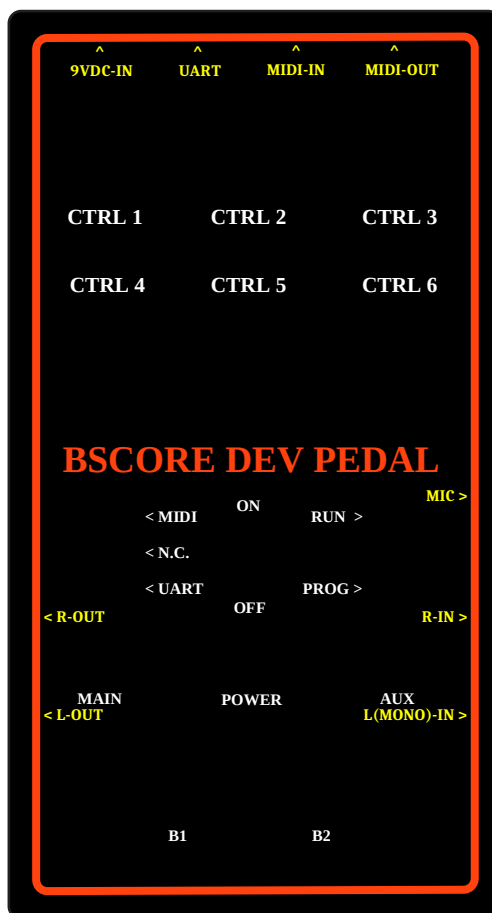 ^ ^ ^ ^
9VDC-IN UART MIDI-IN MIDI-OUT
CTRL 1 CTRL 2 CTRL 3
CTRL 4 CTRL 5 CTRL 6
BSCORE DEV PEDAL
MIC >
ON
< MIDI RUN >
< N.C.
< UART PROG >
OFF
< R-OUT R-IN >
MAIN POWER AUX
< L-OUT L(MONO)-IN >
B1 B2